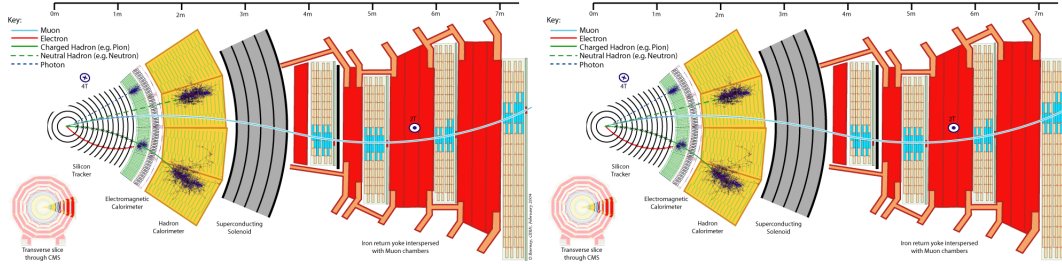 0m 1m 2m 3m 4m 5m 6m 7m
Key:
Muon
Electron
Charged Hadron (e.g. Pion)
Neutral Hadron (e.g. Neutron)
Photon
4T
2T
Silicon
Tracker
Electromagnetic
Calorimeter
Hadron
Calorimeter
Superconducting
Solenoid
Iron return yoke interspersed
with Muon chambers
Transverse slice
through CMS
D Barney, CERN, February 2004
0m 1m 2m 3m 4m 5m 6m 7m
Key:
Muon
Electron
Charged Hadron (e.g. Pion)
Neutral Hadron (e.g. Neutron)
Photon
4T
2T
Silicon
Tracker
Electromagnetic
Calorimeter
Hadron
Calorimeter
Superconducting
Solenoid
Iron return yoke interspersed
with Muon chambers
Transverse slice
through CMS